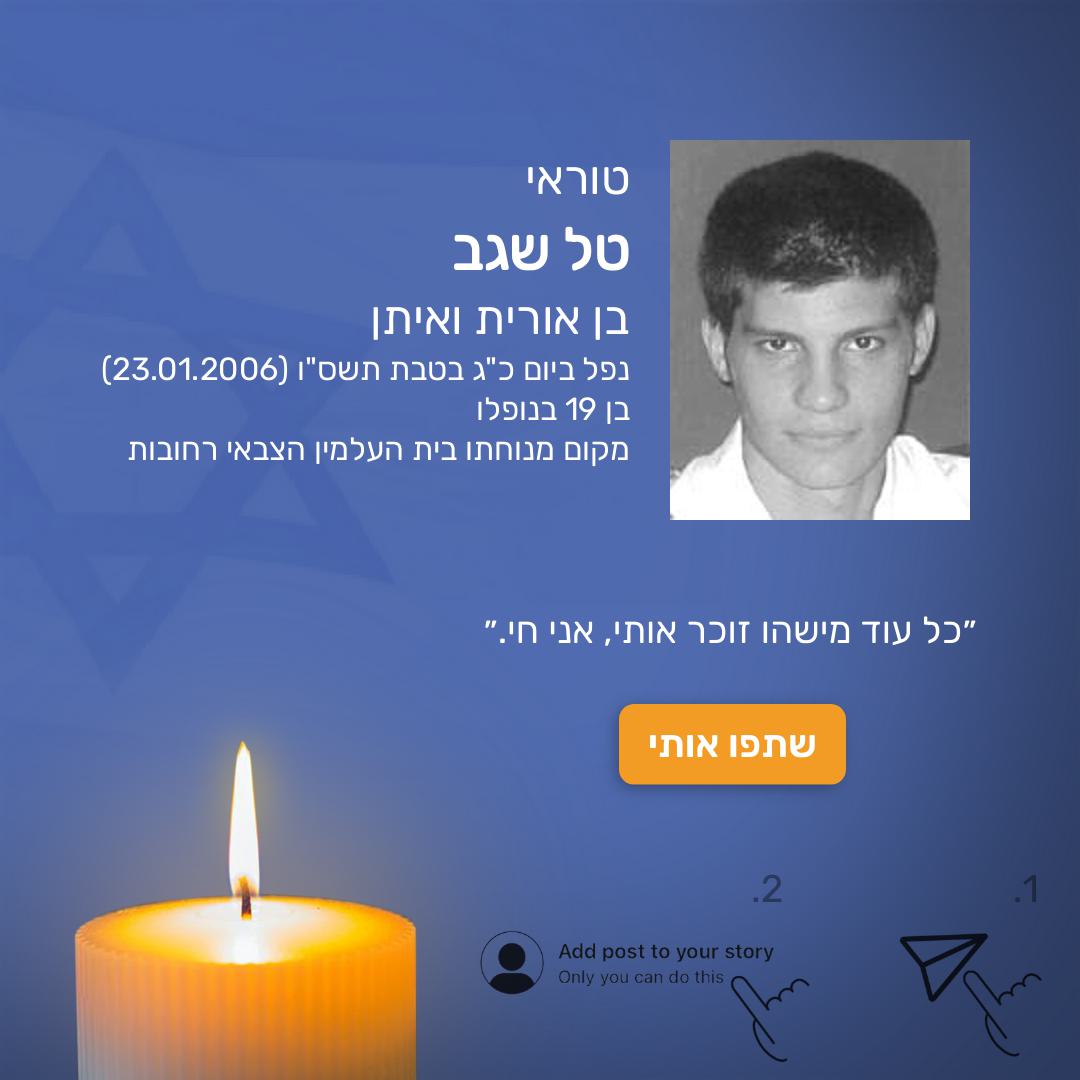 טוראי
טל שגב
בן אורית ואיתן
נפל ביום כ"ג בטבת תשס"ו (23.01.2006)
בן 19 בנופלו
מקום מנוחתו בית העלמין הצבאי רחובות
״כל עוד מישהו זוכר אותי, אני חי.״
שתפו אותי
1.
2.
Add post to your story
Only you can do this